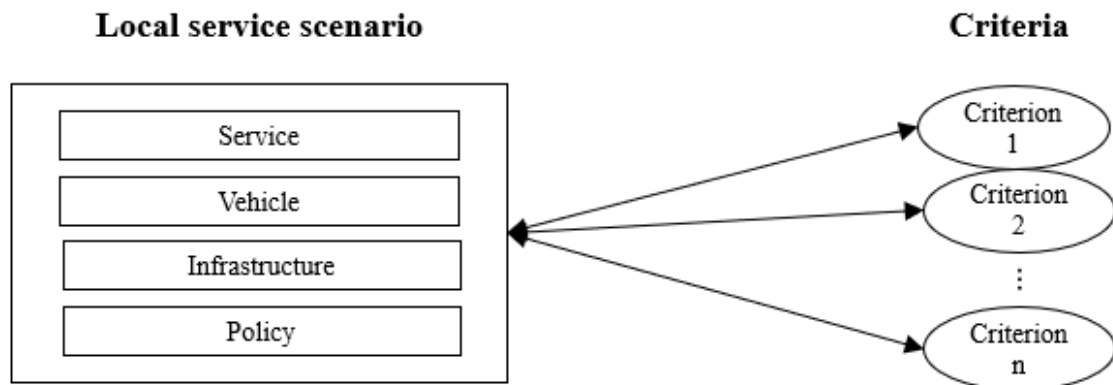 Local service scenario
Criteria
Service
Vehicle
Infrastructure
Policy
Criterion
1
Criterion
2
⋮
Criterion
n